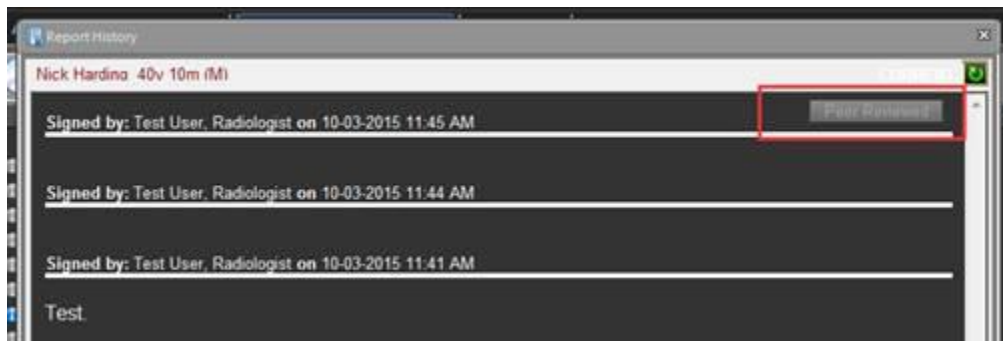 Report History
Nick Harding 40y 10m (M)
Peer Reviewed
Signed by: Test User, Radiologist on 10-03-2015 11:45 AM
Signed by: Test User, Radiologist on 10-03-2015 11:44 AM
Signed by: Test User, Radiologist on 10-03-2015 11:41 AM
Test.